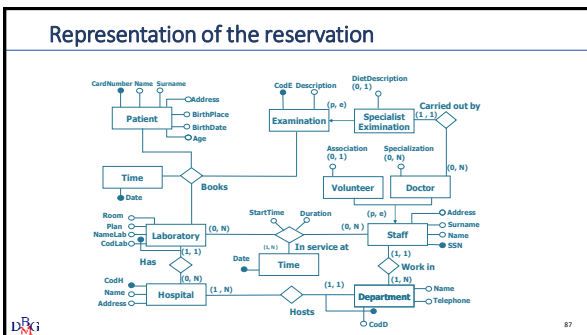 Representation of the reservation
CardNumber Name Surname
Address
BirthPlace
BirthDate
Age
Patient
CodE Description
Examination
(p, e)
DietDescription
(0, 1)
Specialist
Eximination
(1 , 1)
Carried out by
(0, N)
Association
(0, 1)
Specialization
(0, N)
Volunteer
Doctor
(p, e)
Time
Date
Books
Room
Plan
NameLab
CodLab
Laboratory
(0, N)
StartTime
Duration
(1, N)
In service at
(0, N )
Staff
Address
Surname
Name
SSN
Date
Time
(1, 1)
Has
(0, N)
(1, 1)
Work in
(1, N)
CodH
Name
Address
Hospital
(1 , N)
Hosts
(1, 1)
Department
Name
Telephone
CodD
DBMG
87